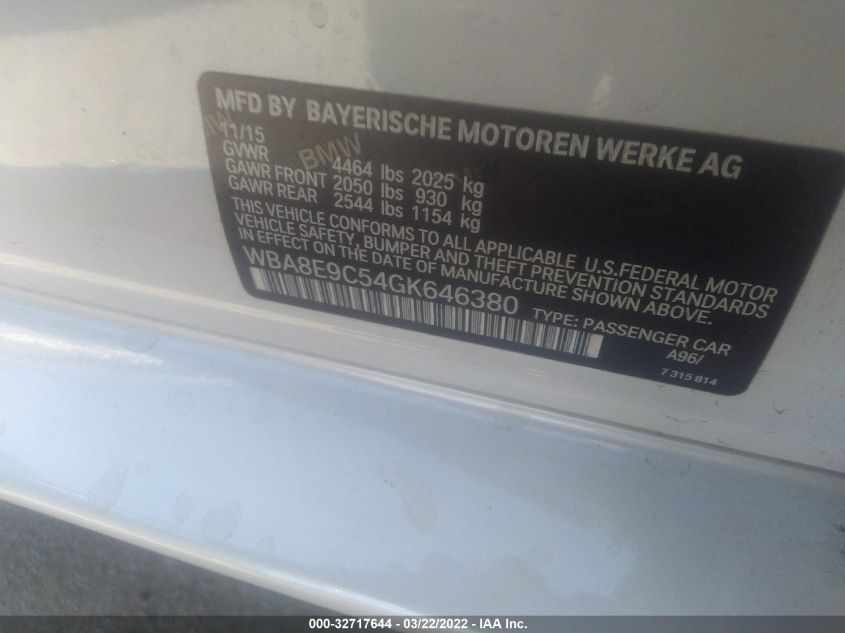 MFD BY BAYERISCHE MOTOREN WERKE AG
11/15
BMW
GVWR 4464 lbs 2025 kg
GAWR FRONT 2050 lbs 930 kg
GAWR REAR 2544 lbs 1154 kg
THIS VEHICLE CONFORMS TO ALL APPLICABLE U.S.FEDERAL MOTOR
VEHICLE SAFETY, BUMPER AND THEFT PREVENTION STANDARDS
IN EFFECT ON THE DATE OF MANUFACTURE SHOWN ABOVE.
WBA8E9C54GK646380 TYPE: PASSENGER CAR
A96/
7 315 614
000-32717644 - 03/22/2022 - IAA Inc.